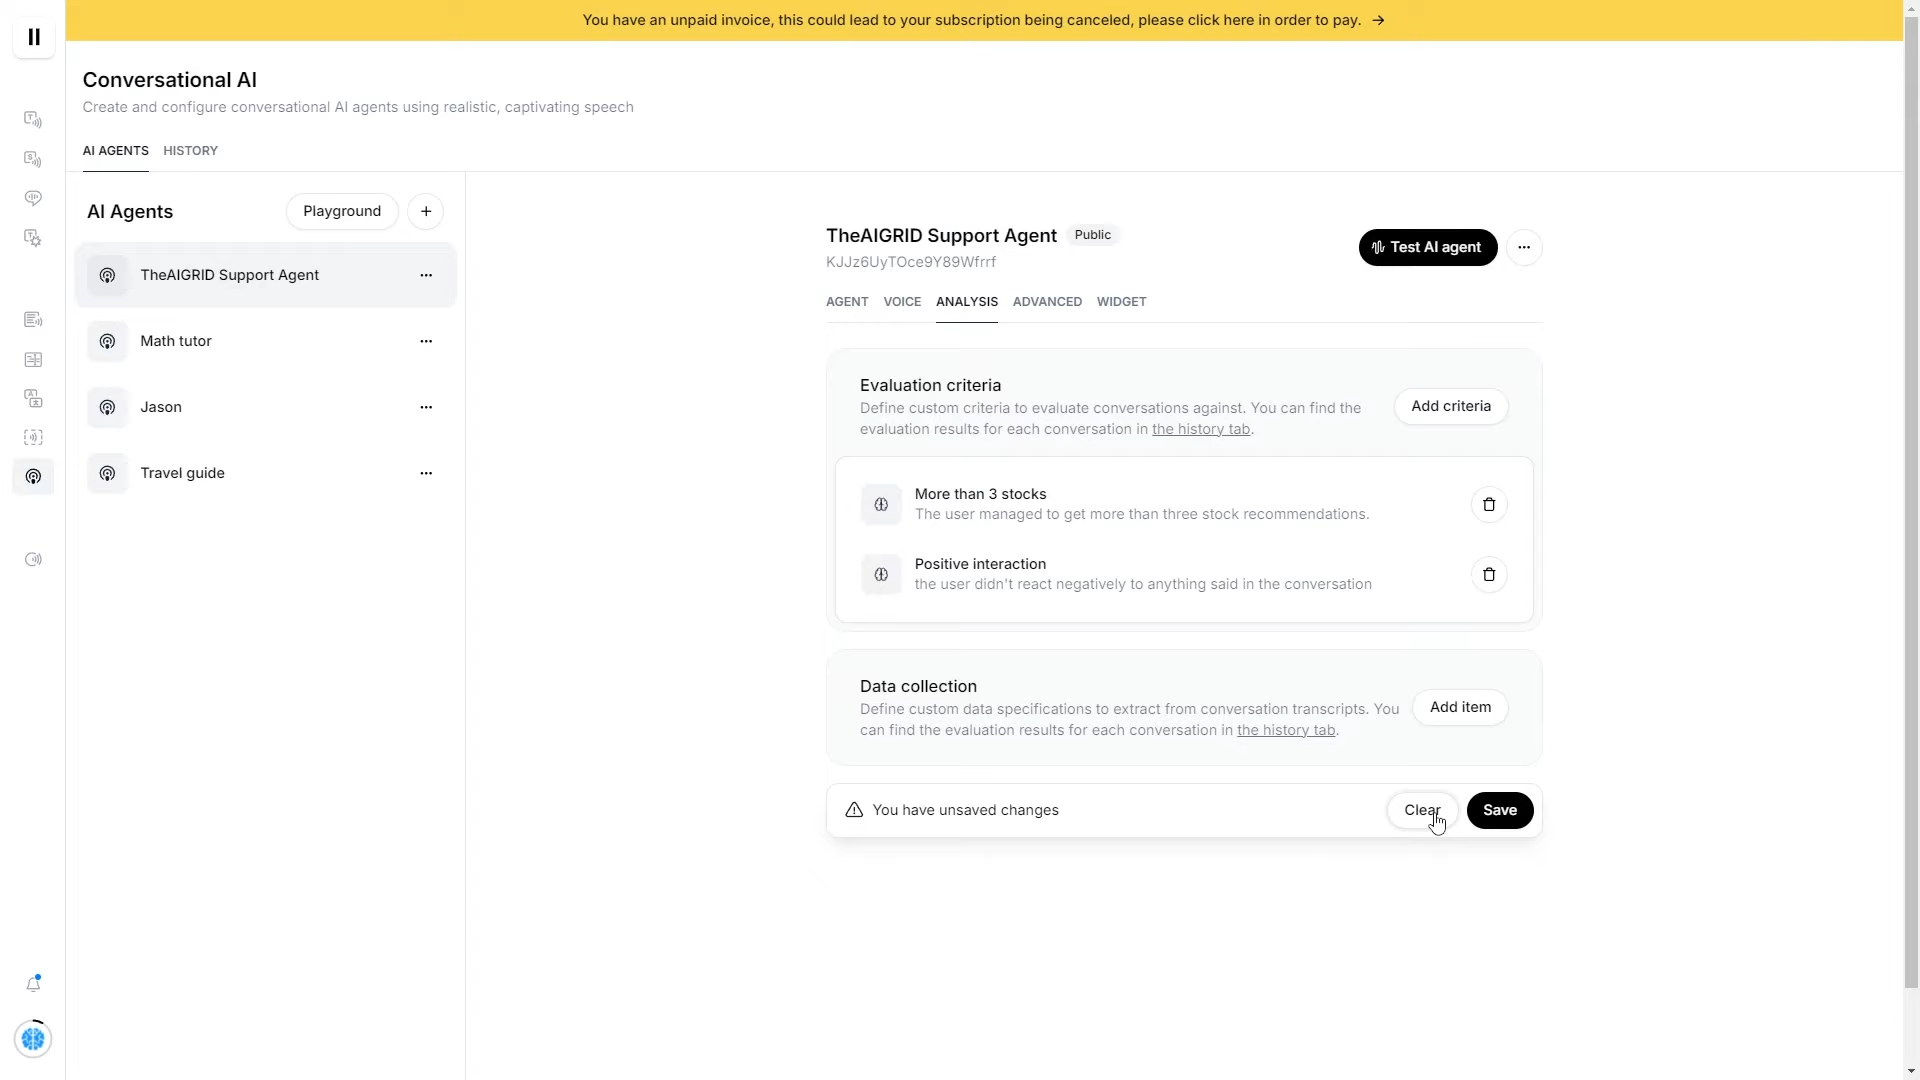 You have an unpaid invoice, this could lead to your subscription being canceled, please click here in order to pay. →
Conversational AI
Create and configure conversational AI agents using realistic, captivating speech
AI AGENTS HISTORY
AI Agents Playground +
TheAIGRID Support Agent
Math tutor
Jason
Travel guide
TheAIGRID Support Agent Public
KJJz6UyTOce9Y89Wfrrf
Test AI agent
AGENT VOICE ANALYSIS ADVANCED WIDGET
Evaluation criteria
Define custom criteria to evaluate conversations against. You can find the
evaluation results for each conversation in the history tab.
Add criteria
More than 3 stocks
The user managed to get more than three stock recommendations.
Positive interaction
the user didn't react negatively to anything said in the conversation
Data collection
Define custom data specifications to extract from conversation transcripts. You
can find the evaluation results for each conversation in the history tab.
Add item
You have unsaved changes
Clear
Save